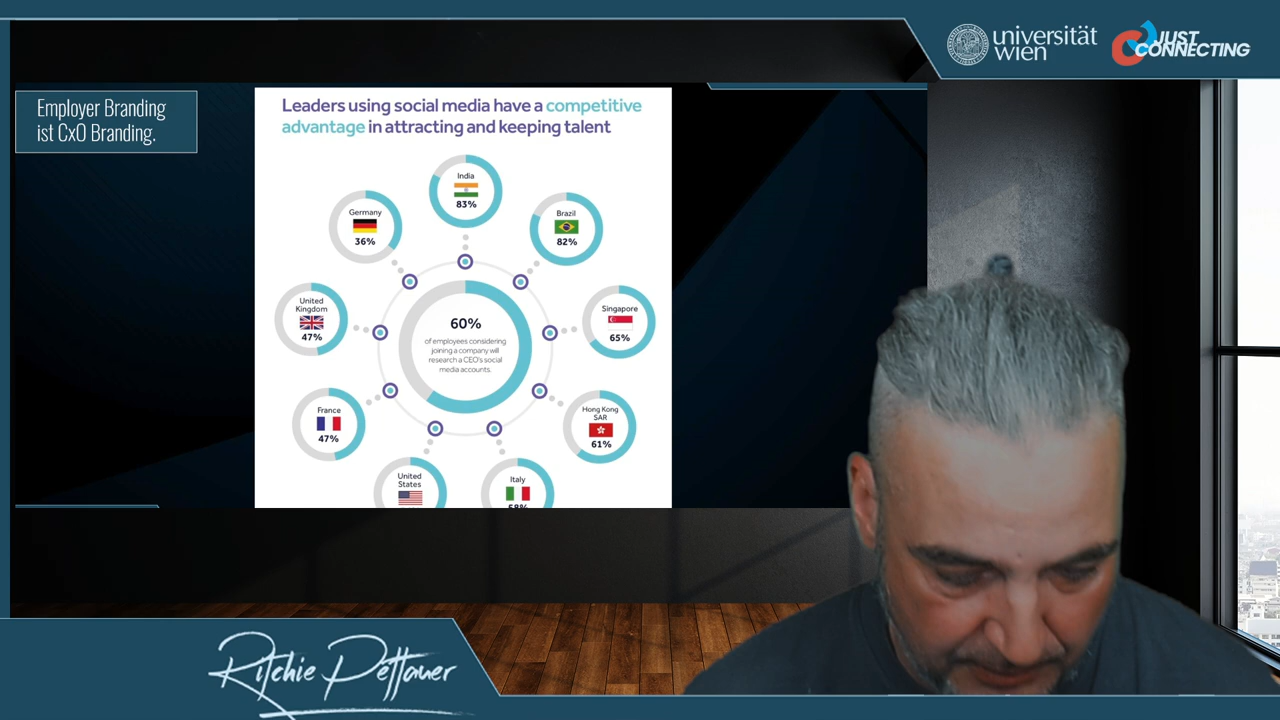 universität
wien
JUST
CONNECTING
Employer Branding
ist CxO Branding.
Leaders using social media have a competitive
advantage in attracting and keeping talent
India
83%
Germany
36%
Brazil
82%
United
Kingdom
47%
Singapore
65%
60%
of employees considering
joining a company will
research a CEO's social
media accounts.
France
47%
Hong Kong
SAR
61%
United
States
Italy
Ritchie Pettauer